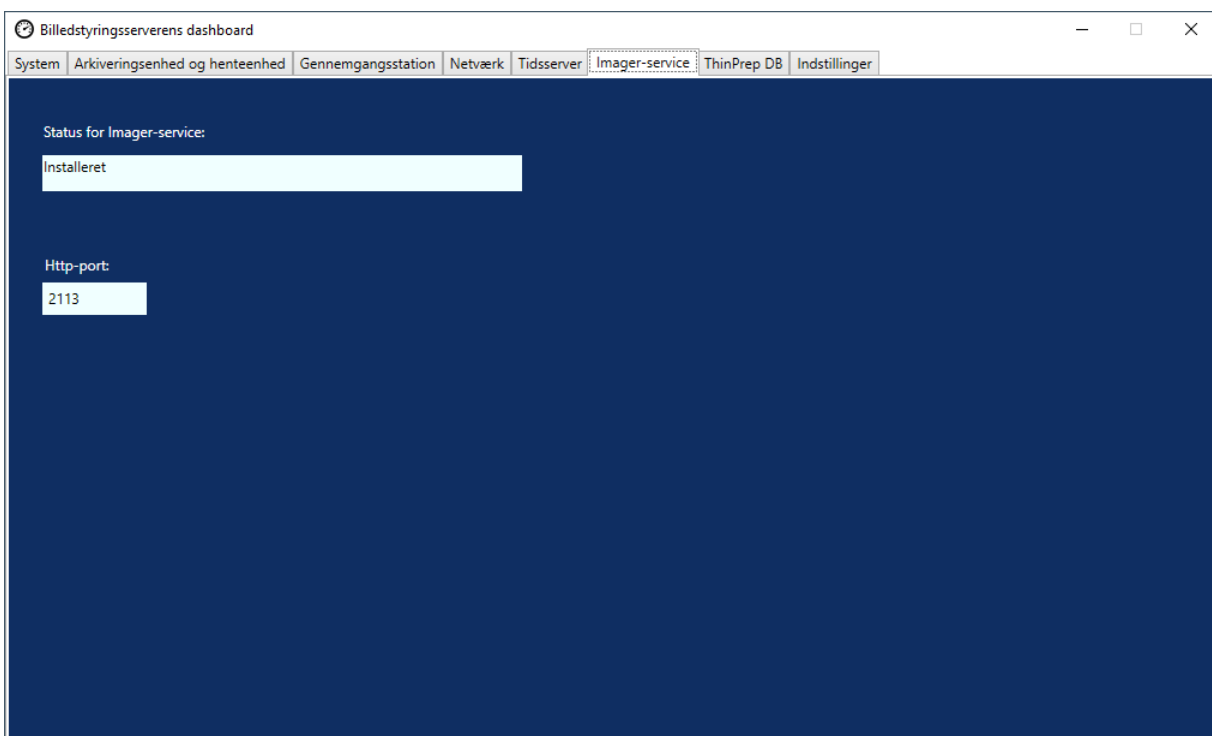 Billedstyringsserverens dashboard
System Arkiveringsenhed og henteenhed Gennemgangsstation Netværk Tidsserver Imager-service ThinPrep DB Indstillinger
Status for Imager-service:
Installeret
Http-port:
2113